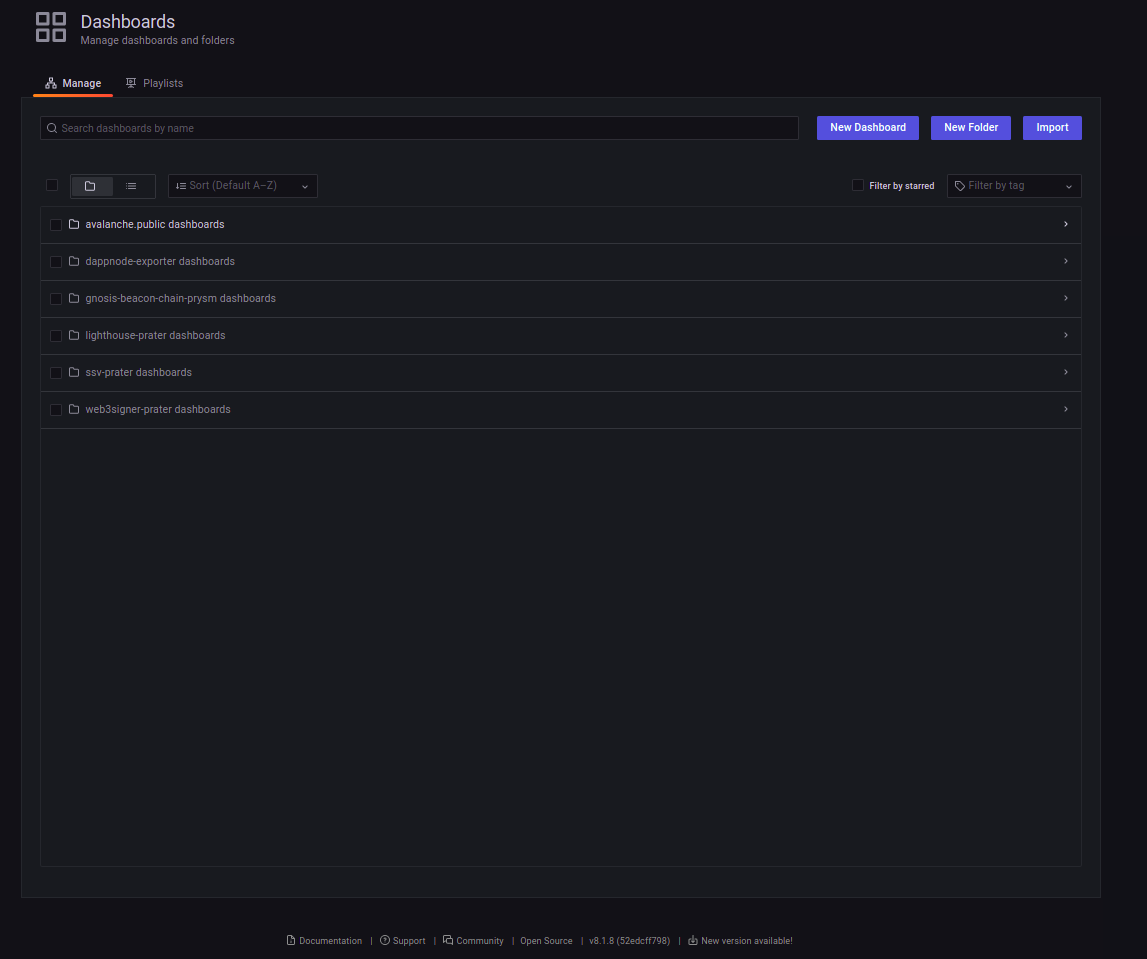 Dashboards
Manage dashboards and folders
Manage Playlists
Search dashboards by name New Dashboard New Folder Import
Sort (Default A–Z) Filter by starred Filter by tag
avalanche.public dashboards
dappnode-exporter dashboards
gnosis-beacon-chain-prysm dashboards
lighthouse-prater dashboards
ssv-prater dashboards
web3signer-prater dashboards
Documentation | Support | Community | Open Source | v8.1.8 (52edcff798) | New version available!